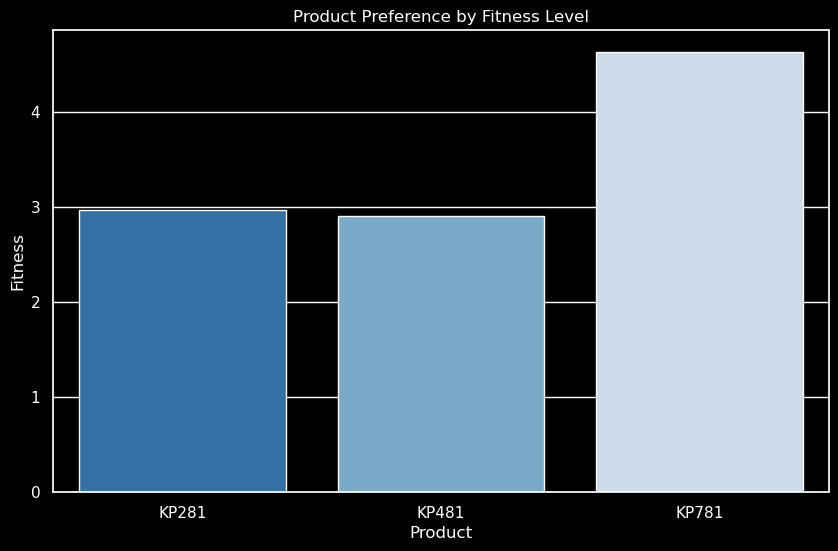 Product Preference by Fitness Level
Fitness
4
3
2
1
0
KP281
KP481
KP781
Product